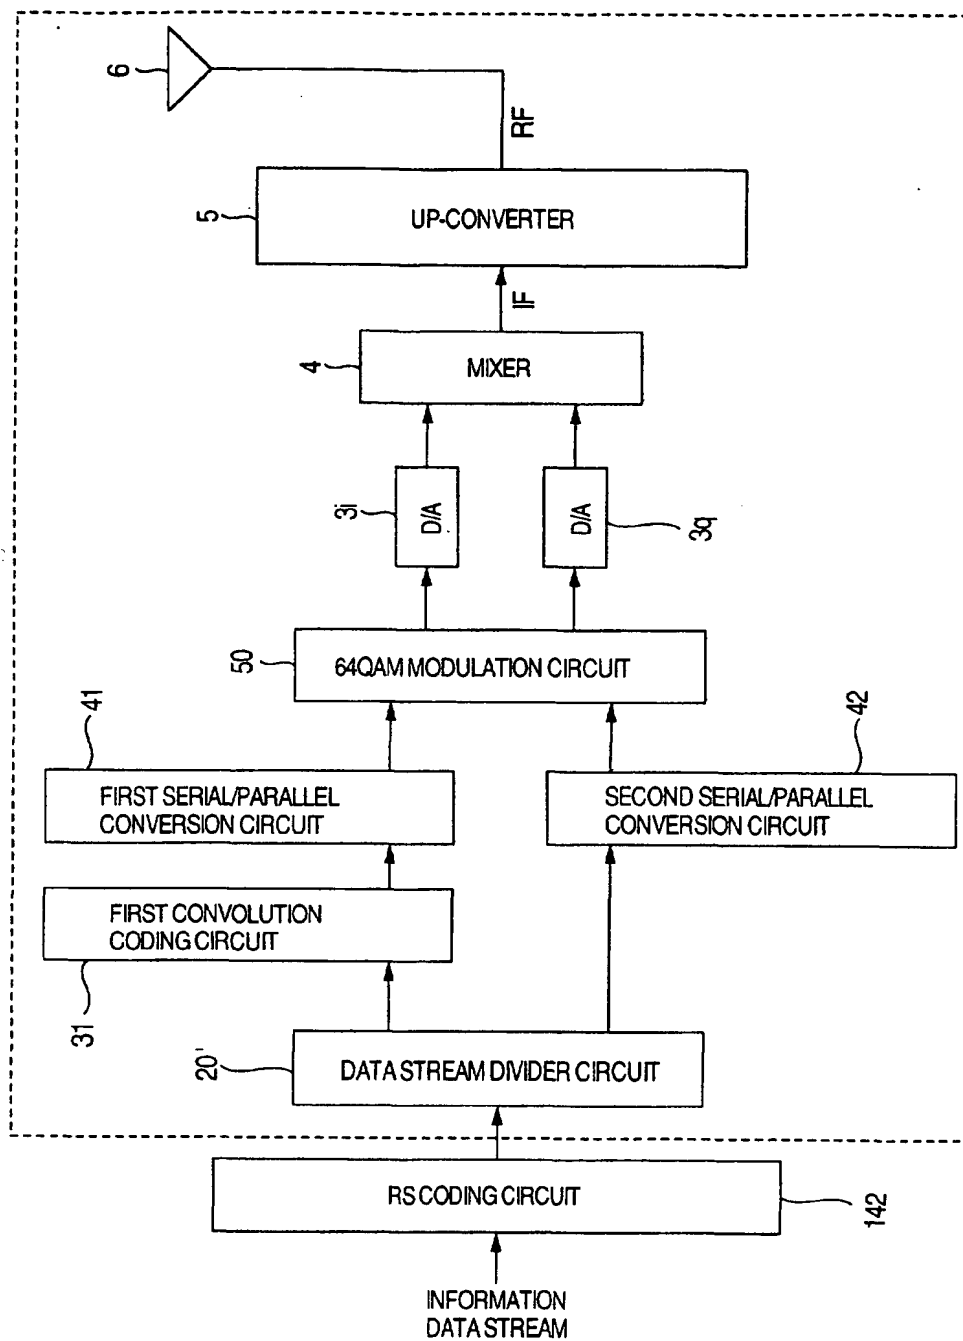 6
RF
5
UP-CONVERTER
IF
4
MIXER
3i
D/A
D/A
3q
50
64QAM MODULATION CIRCUIT
41
42
FIRST SERIAL/PARALLEL
CONVERSION CIRCUIT
SECOND SERIAL/PARALLEL
CONVERSION CIRCUIT
FIRST CONVOLUTION
CODING CIRCUIT
31
20'
DATA STREAM DIVIDER CIRCUIT
RS CODING CIRCUIT
142
INFORMATION
DATA STREAM